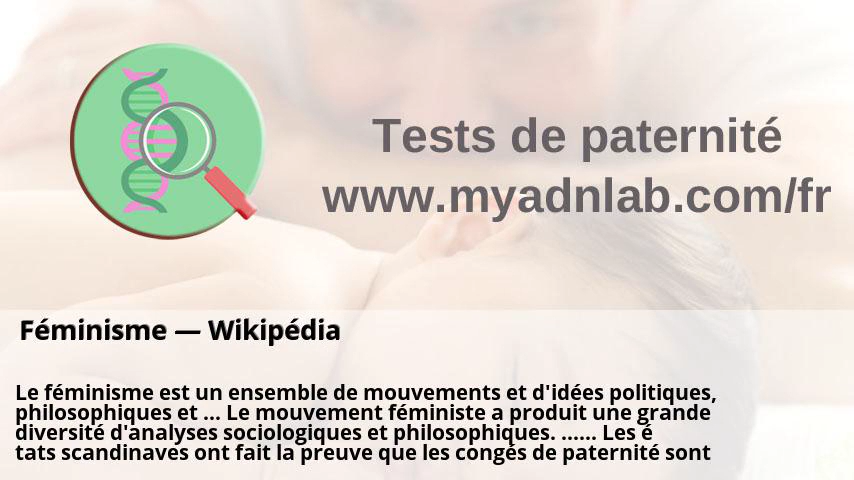 Tests de paternité
www.myadnlab.com/fr
Féminisme — Wikipédia
Le féminisme est un ensemble de mouvements et d'idées politiques,
philosophiques et ... Le mouvement féministe a produit une grande
diversité d'analyses sociologiques et philosophiques. ...... Les é
tats scandinaves ont fait la preuve que les congés de paternité sont